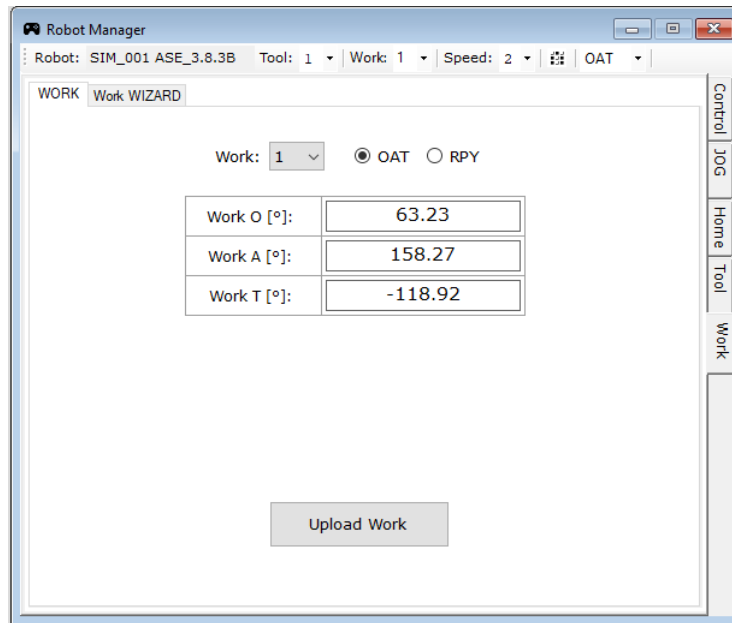 Robot Manager
Robot: SIM_001 ASE_3.8.3B Tool: 1 Work: 1 Speed: 2 OAT
WORK Work WIZARD
Work: 1 OAT RPY
Work O [°]: 63.23
Work A [°]: 158.27
Work T [°]: -118.92
Upload Work
Control
JOG
Home
Tool
Work